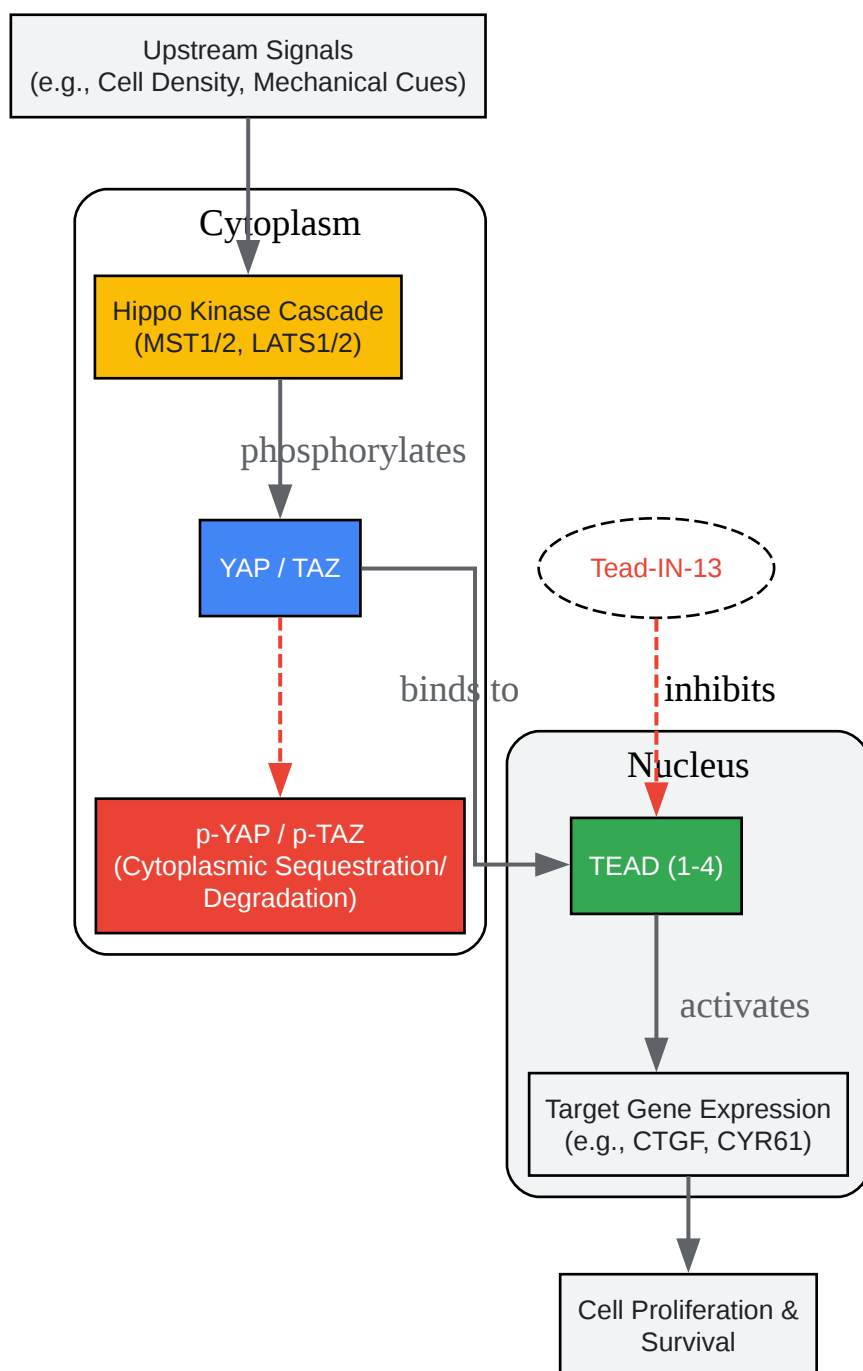 Upstream Signals
(e.g., Cell Density, Mechanical Cues)
Cytoplasm
Hippo Kinase Cascade
(MST1/2, LATS1/2)
phosphorylates
YAP / TAZ
Tead-IN-13
binds to
inhibits
Nucleus
p-YAP / p-TAZ
(Cytoplasmic Sequestration/
Degradation)
TEAD (1-4)
activates
Target Gene Expression
(e.g., CTGF, CYR61)
Cell Proliferation &
Survival